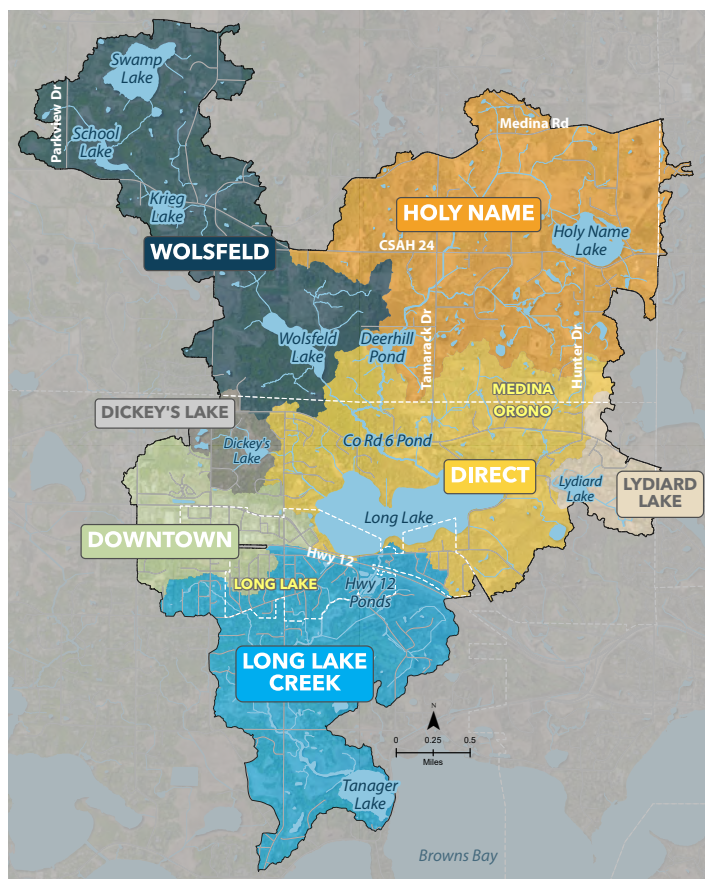 Swamp
Lake
Parkview Dr
School
Lake
Medina Rd
Krieg
Lake
HOLY NAME
Holy Name
Lake
WOLSFELD
CSAH 24
Wolsfeld
Lake
Deerhill
Pond
Tamarack Dr
Hunter Dr
MEDINA
ORONO
DICKEY'S LAKE
Dickey's
Lake
Co Rd 6 Pond
DIRECT
Lydiard
Lake
LYDIARD
LAKE
Long Lake
DOWNTOWN
Hwy 12
LONG LAKE
Hwy 12
Ponds
LONG LAKE
CREEK
N
0 0.25 0.5
Miles
Tanager
Lake
Browns Bay